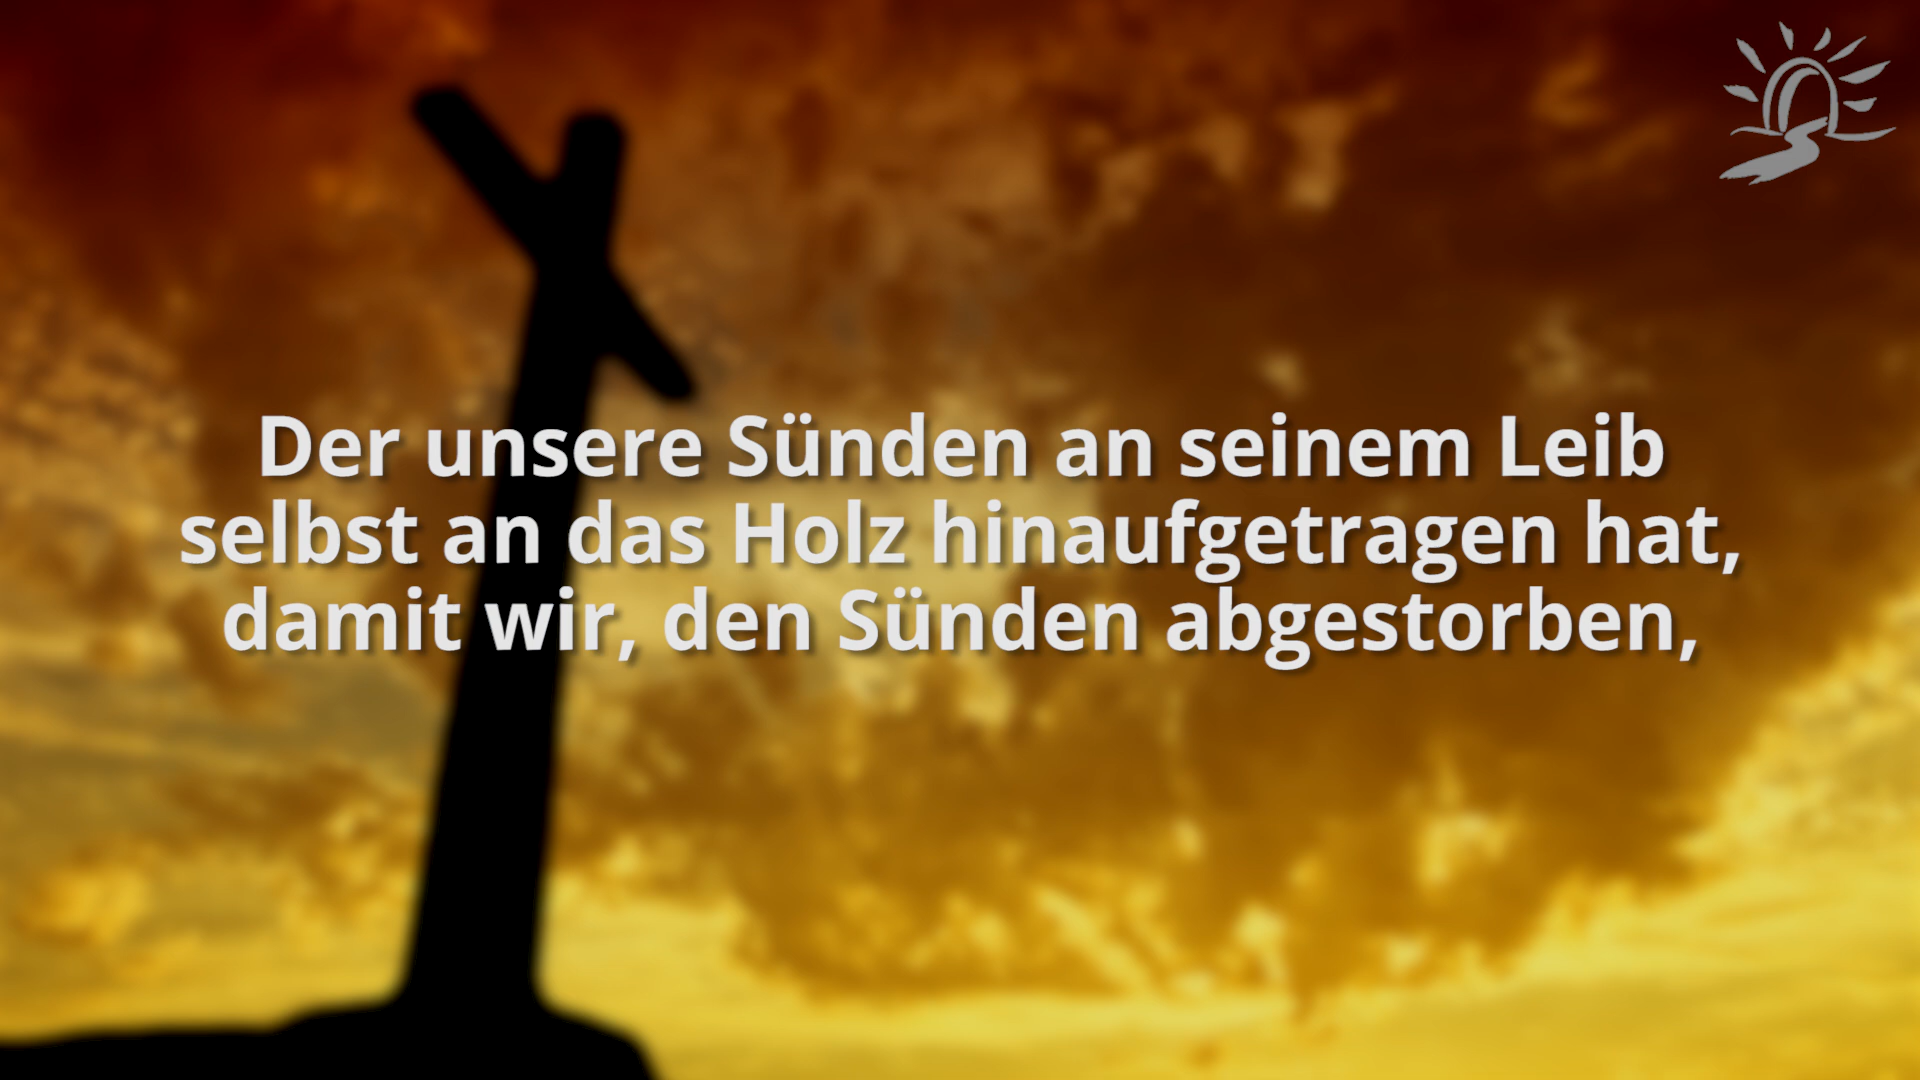 Der unsere Sünden an seinem Leib
selbst an das Holz hinaufgetragen hat,
damit wir, den Sünden abgestorben,